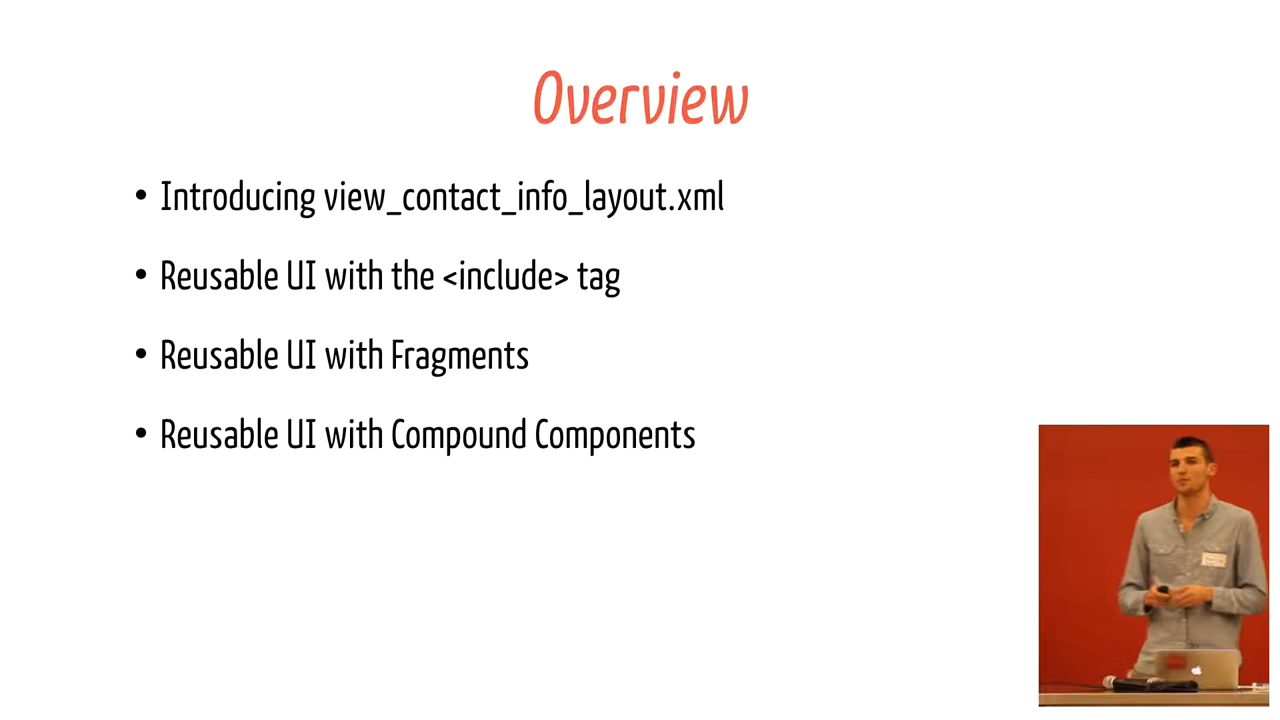 Overview
• Introducing view_contact_info_layout.xml
• Reusable UI with the <include> tag
• Reusable UI with Fragments
• Reusable UI with Compound Components